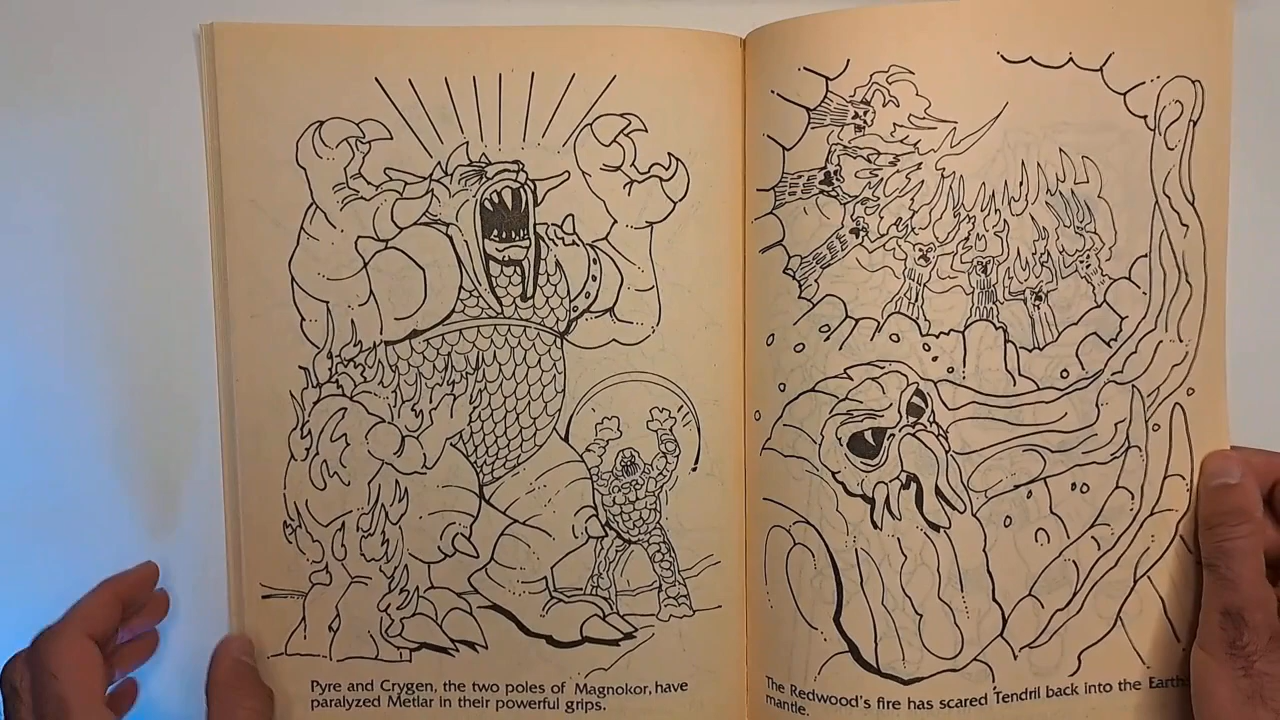 Pyre and Crygen, the two poles of Magnokor, have
paralyzed Metlar in their powerful grips.
The Redwood's fire has scared Tendril back into the Earth's
mantle.